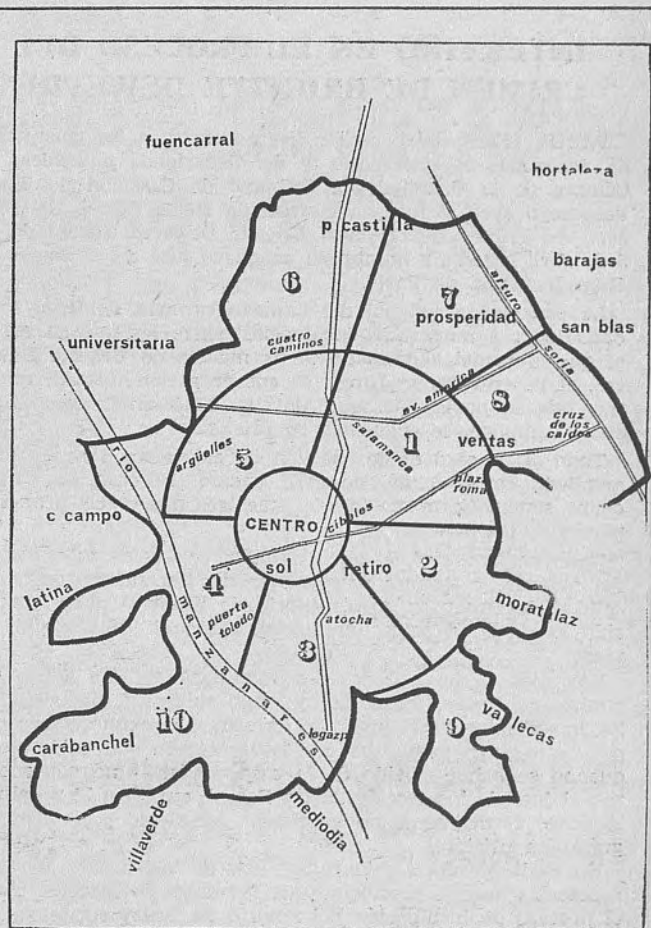 fuencarral
hortaleza
p castilla
barajas
6
7
arturo
prosperidad
san blas
universitaria
cuatro
caminos
soria
av. america
8
cruz
de los
caidos
salamanca
1
ventas
argüelles
5
plaza
roma
rio
c campo
CENTRO
cibeles
sol
retiro
2
4
latina
puerta
toledo
moratalaz
atocha
3
manzanares
10
9
vallecas
carabanchel
legazp
mediodia
villaverde